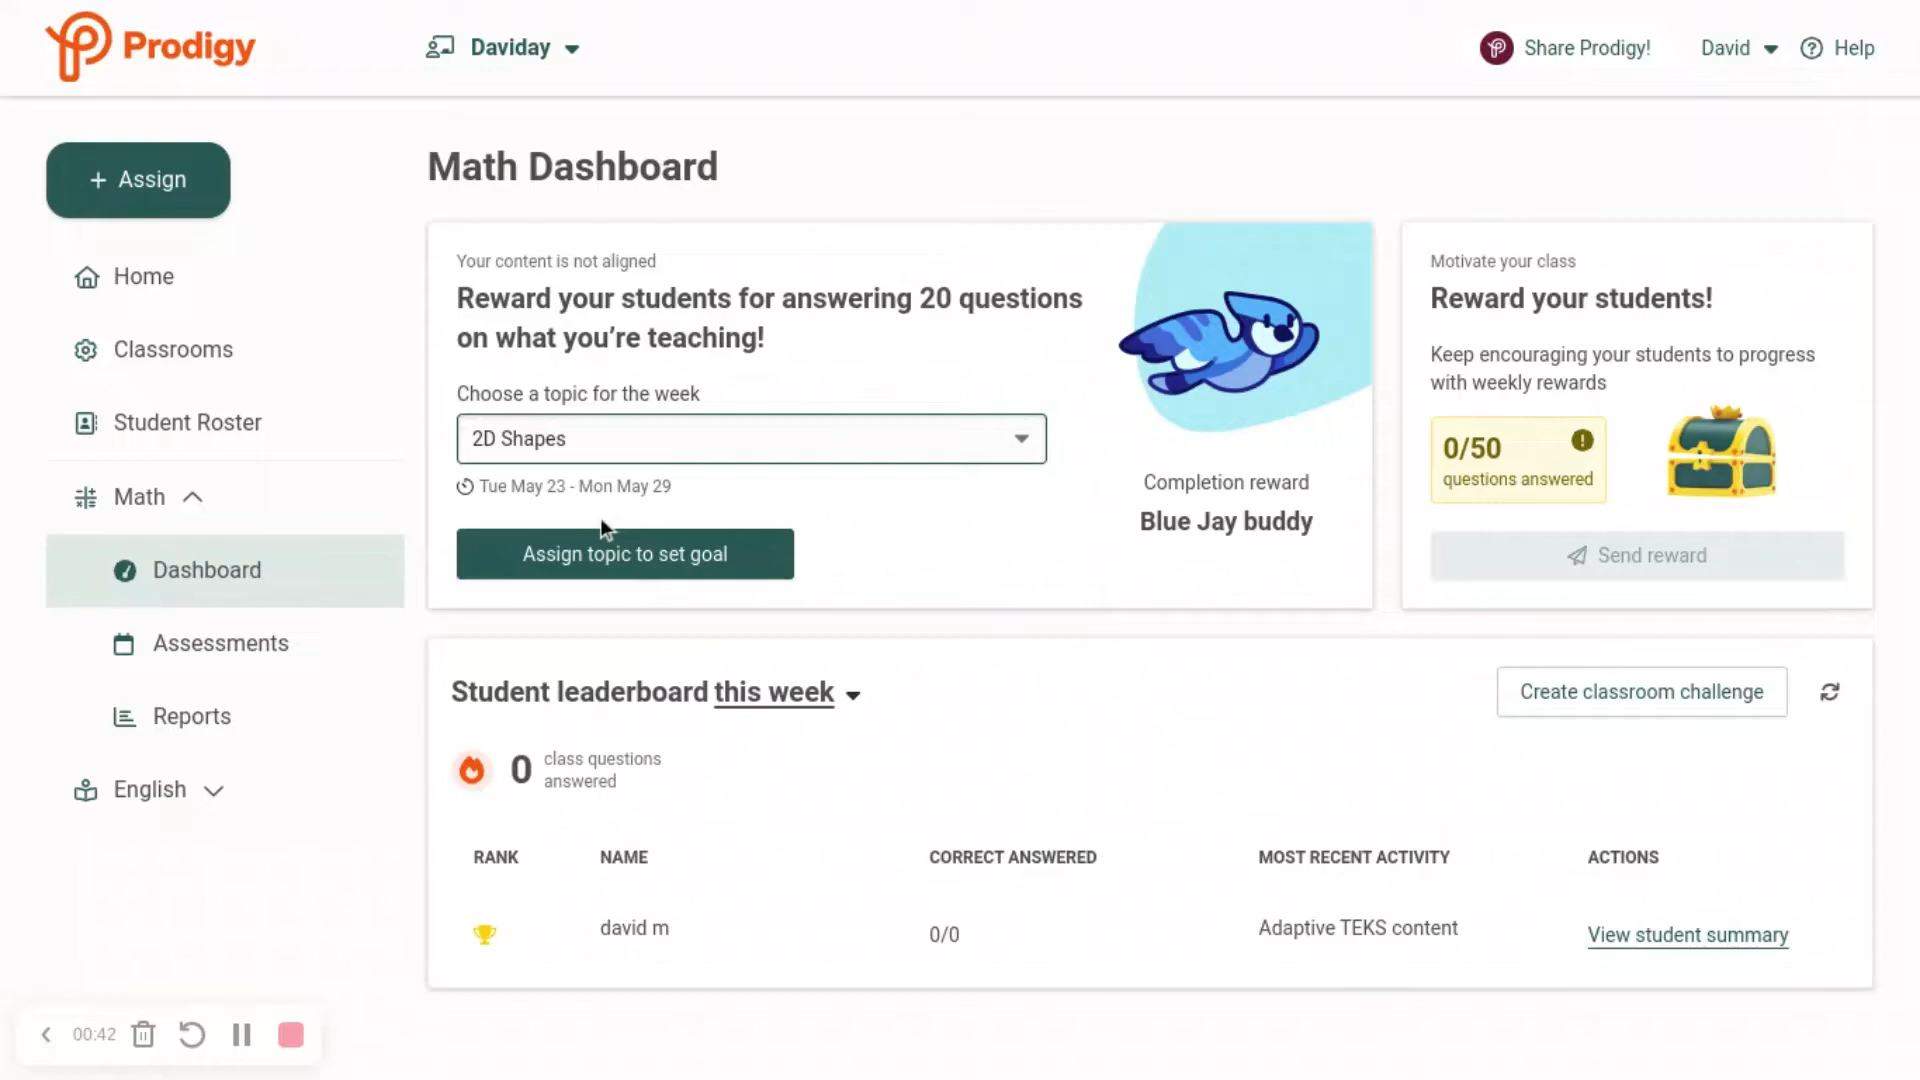 Prodigy
Daviday
Share Prodigy!
David
Help
+ Assign
Home
Classrooms
Student Roster
Math
Dashboard
Assessments
Reports
English
Math Dashboard
Your content is not aligned
Reward your students for answering 20 questions
on what you’re teaching!
Choose a topic for the week
2D Shapes
Tue May 23 - Mon May 29
Assign topic to set goal
Completion reward
Blue Jay buddy
Motivate your class
Reward your students!
Keep encouraging your students to progress
with weekly rewards
0/50
questions answered
Send reward
Student leaderboard this week
Create classroom challenge
0 class questions
answered
RANK NAME CORRECT ANSWERED MOST RECENT ACTIVITY ACTIONS
david m 0/0 Adaptive TEKS content View student summary
00:42